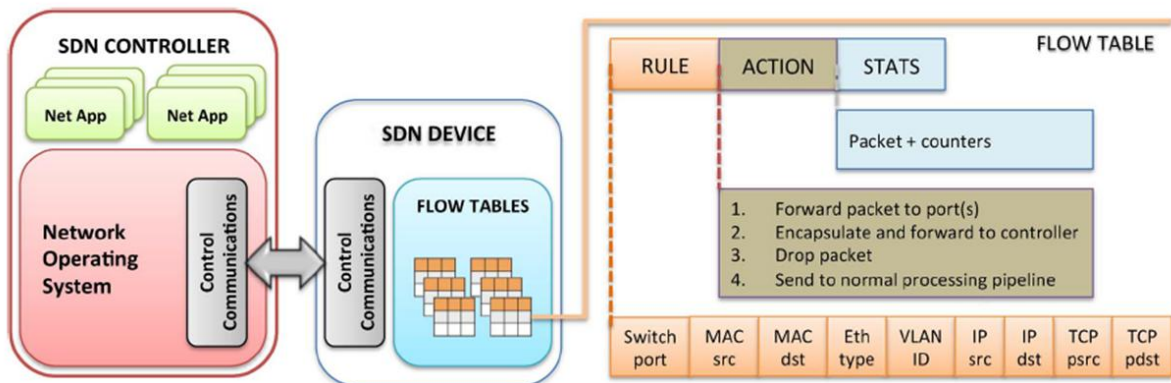 SDN CONTROLLER
Net App
Net App
Network
Operating
System
Control
Communications
SDN DEVICE
Control
Communications
FLOW TABLES
FLOW TABLE
RULE
ACTION
STATS
Packet + counters
1. Forward packet to port(s)
2. Encapsulate and forward to controller
3. Drop packet
4. Send to normal processing pipeline
Switch
port
MAC
src
MAC
dst
Eth
type
VLAN
ID
IP
src
IP
dst
TCP
psrc
TCP
pdst